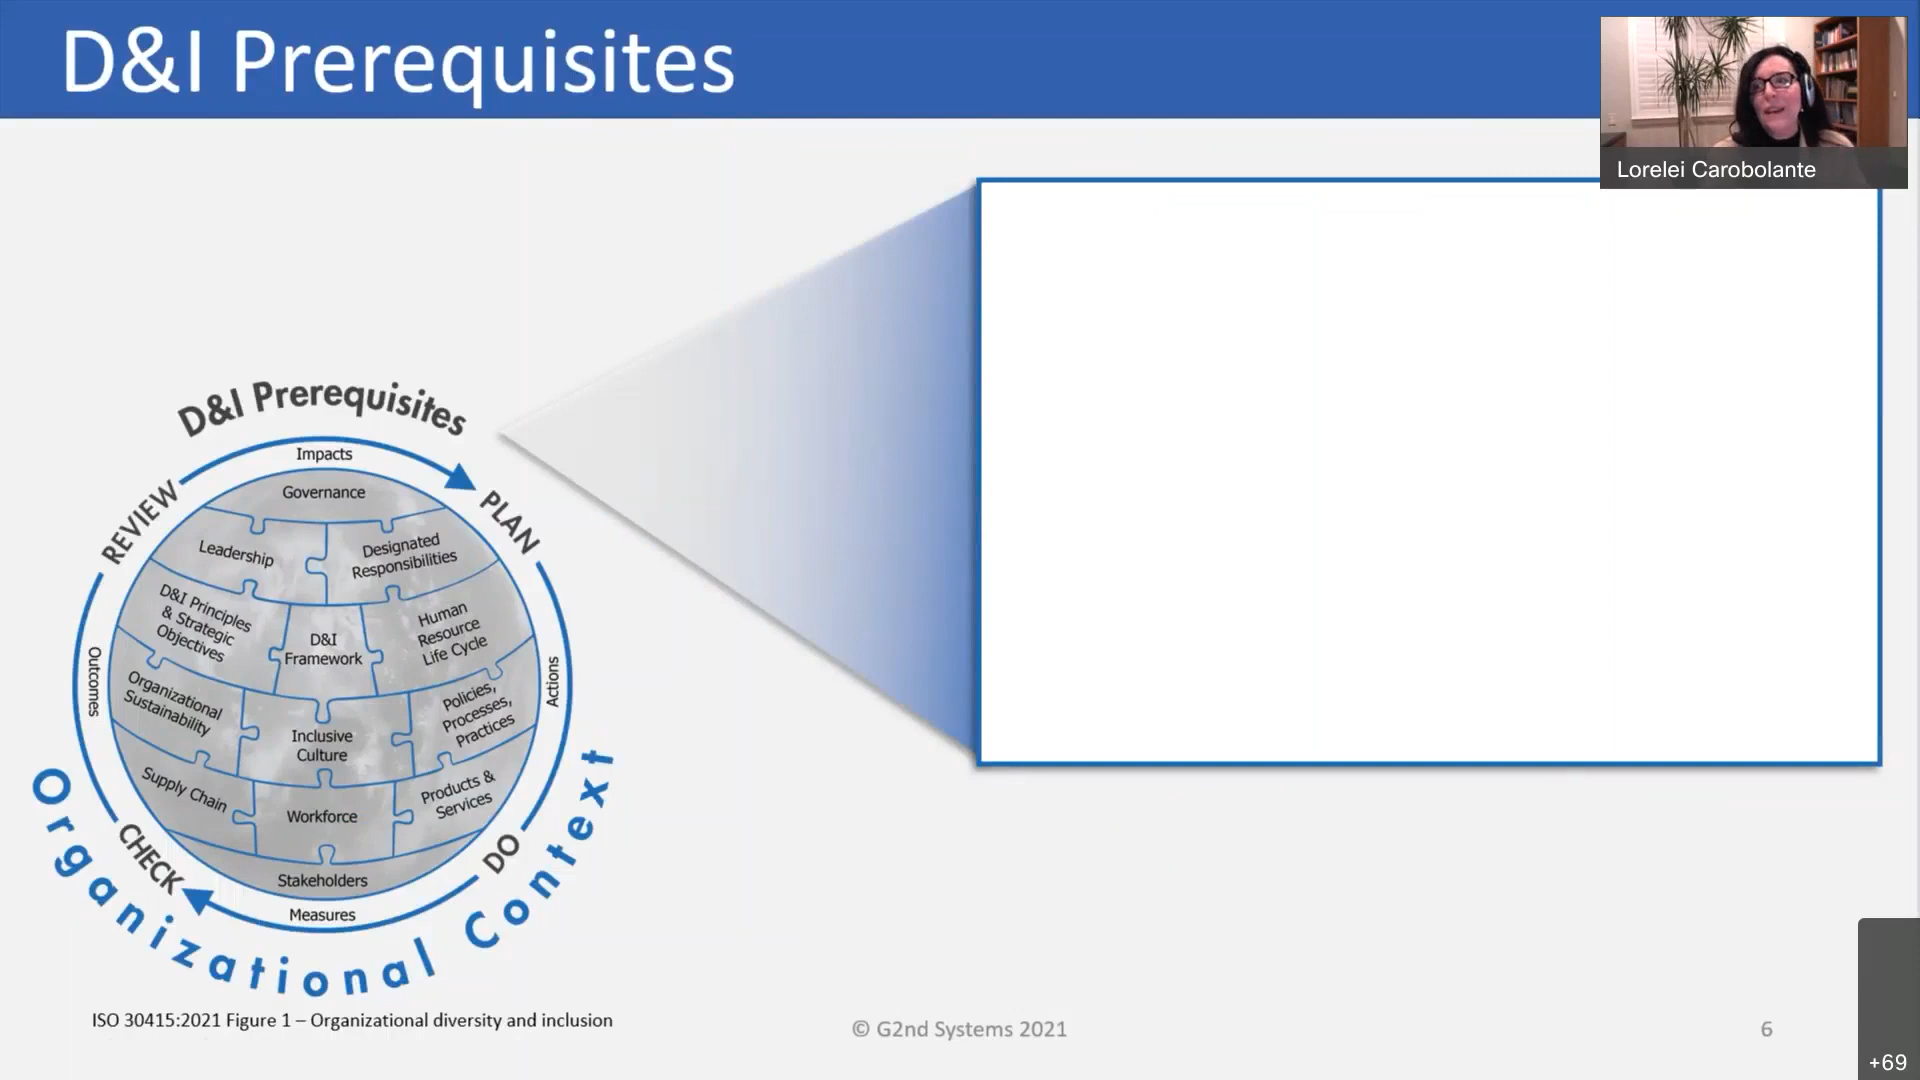 D&I Prerequisites
Lorelei Carobolante
D&I Prerequisites
Impacts
REVIEW
PLAN
Governance
Leadership
Designated
Responsibilities
D&I Principles
& Strategic
Objectives
D&I
Framework
Human
Resource
Life Cycle
Outcomes
Actions
Organizational
Sustainability
Inclusive
Culture
Policies,
Processes,
Practices
Supply Chain
Workforce
Products &
Services
CHECK
DO
Stakeholders
Measures
Organizational Context
ISO 30415:2021 Figure 1 – Organizational diversity and inclusion
© G2nd Systems 2021
6
+69